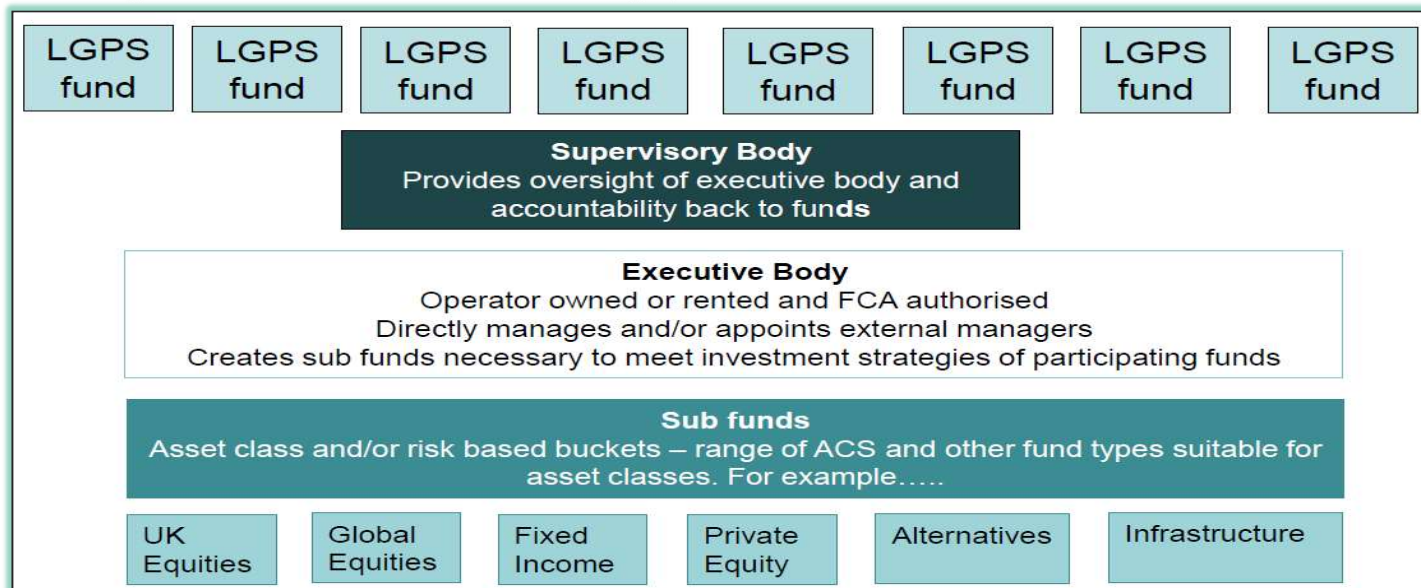 LGPS LGPS LGPS LGPS LGPS LGPS LGPS LGPS
fund fund fund fund fund fund fund fund
Supervisory Body
Provides oversight of executive body and
accountability back to funds
Executive Body
Operator owned or rented and FCA authorised
Directly manages and/or appoints external managers
Creates sub funds necessary to meet investment strategies of participating funds
Sub funds
Asset class and/or risk based buckets – range of ACS and other fund types suitable for
asset classes. For example…..
UK
Equities
Global
Equities
Fixed
Income
Private
Equity
Alternatives
Infrastructure